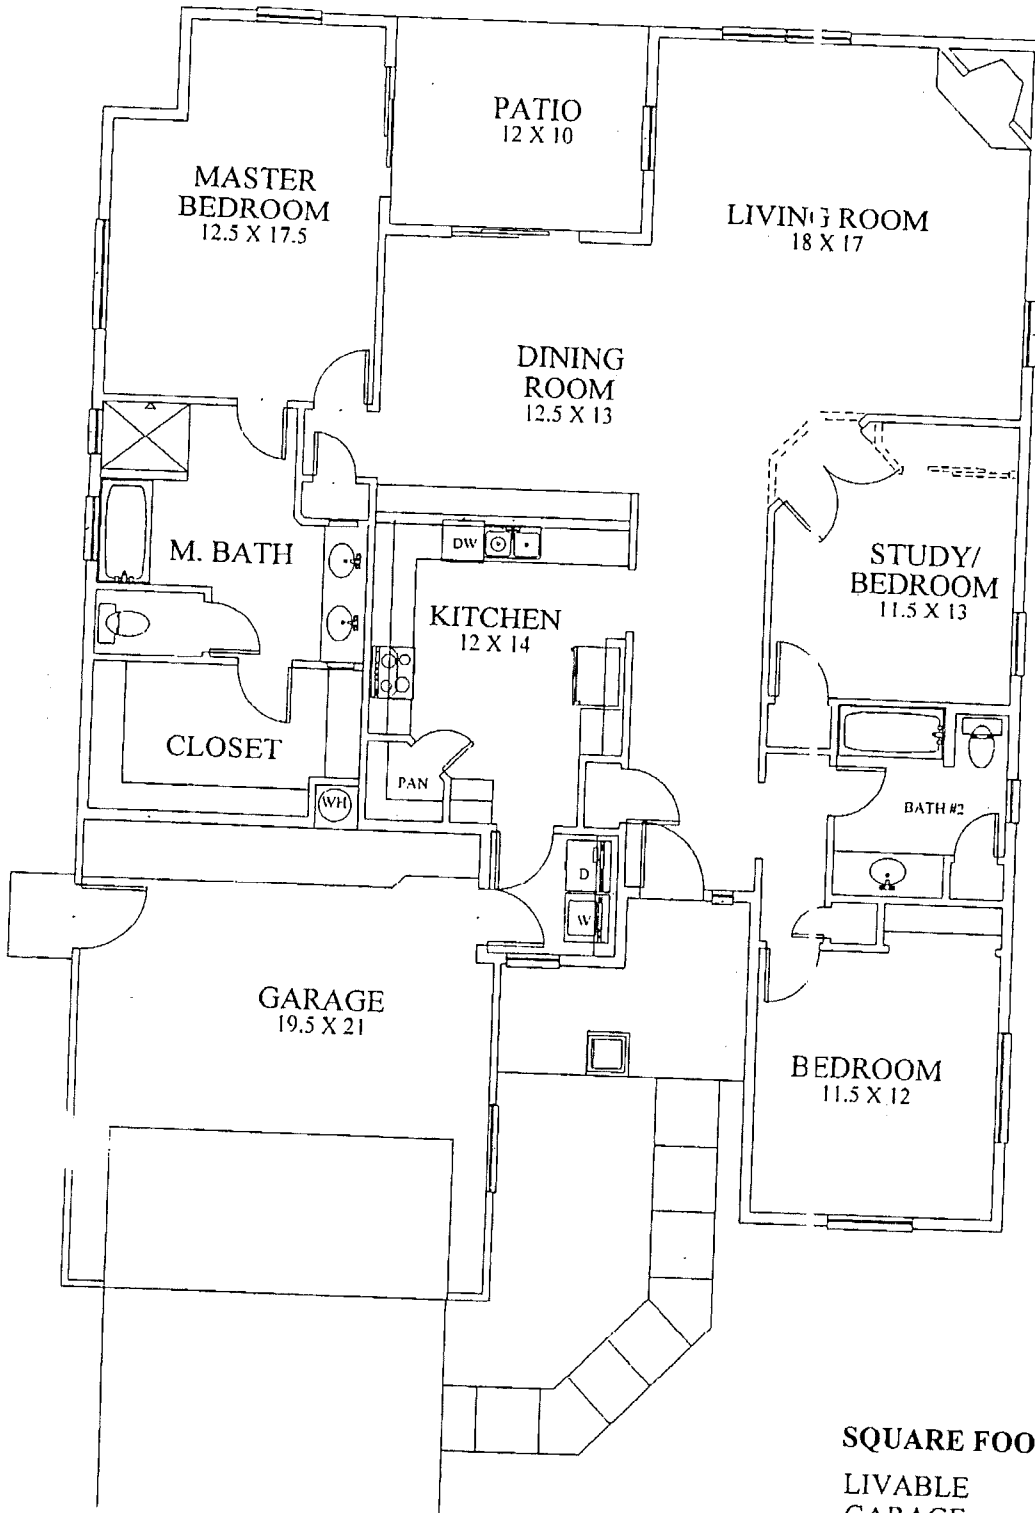 PATIO
12 X 10
MASTER
BEDROOM
12.5 X 17.5
LIVING ROOM
18 X 17
DINING
ROOM
12.5 X 13
DW
M. BATH
STUDY/
BEDROOM
11.5 X 13
KITCHEN
12 X 14
CLOSET
PAN
WH
BATH #2
D
W
GARAGE
19.5 X 21
BEDROOM
11.5 X 12
SQUARE FOO
LIVABLE
GARAGE